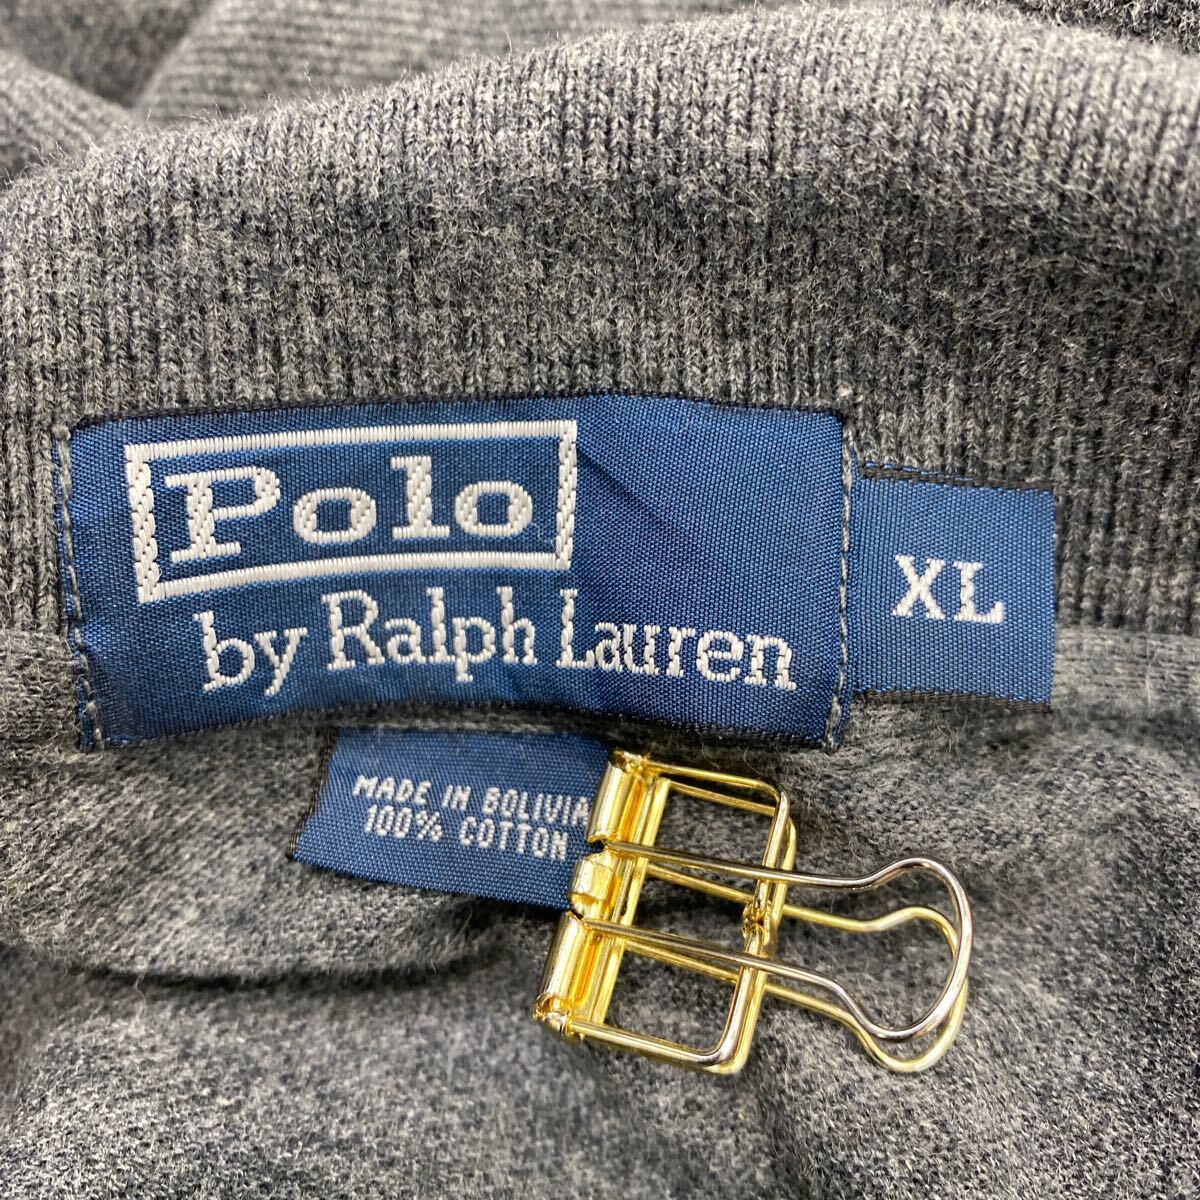 Polo
by Ralph Lauren
XL
MADE IN BOLIVIA
100% COTTON